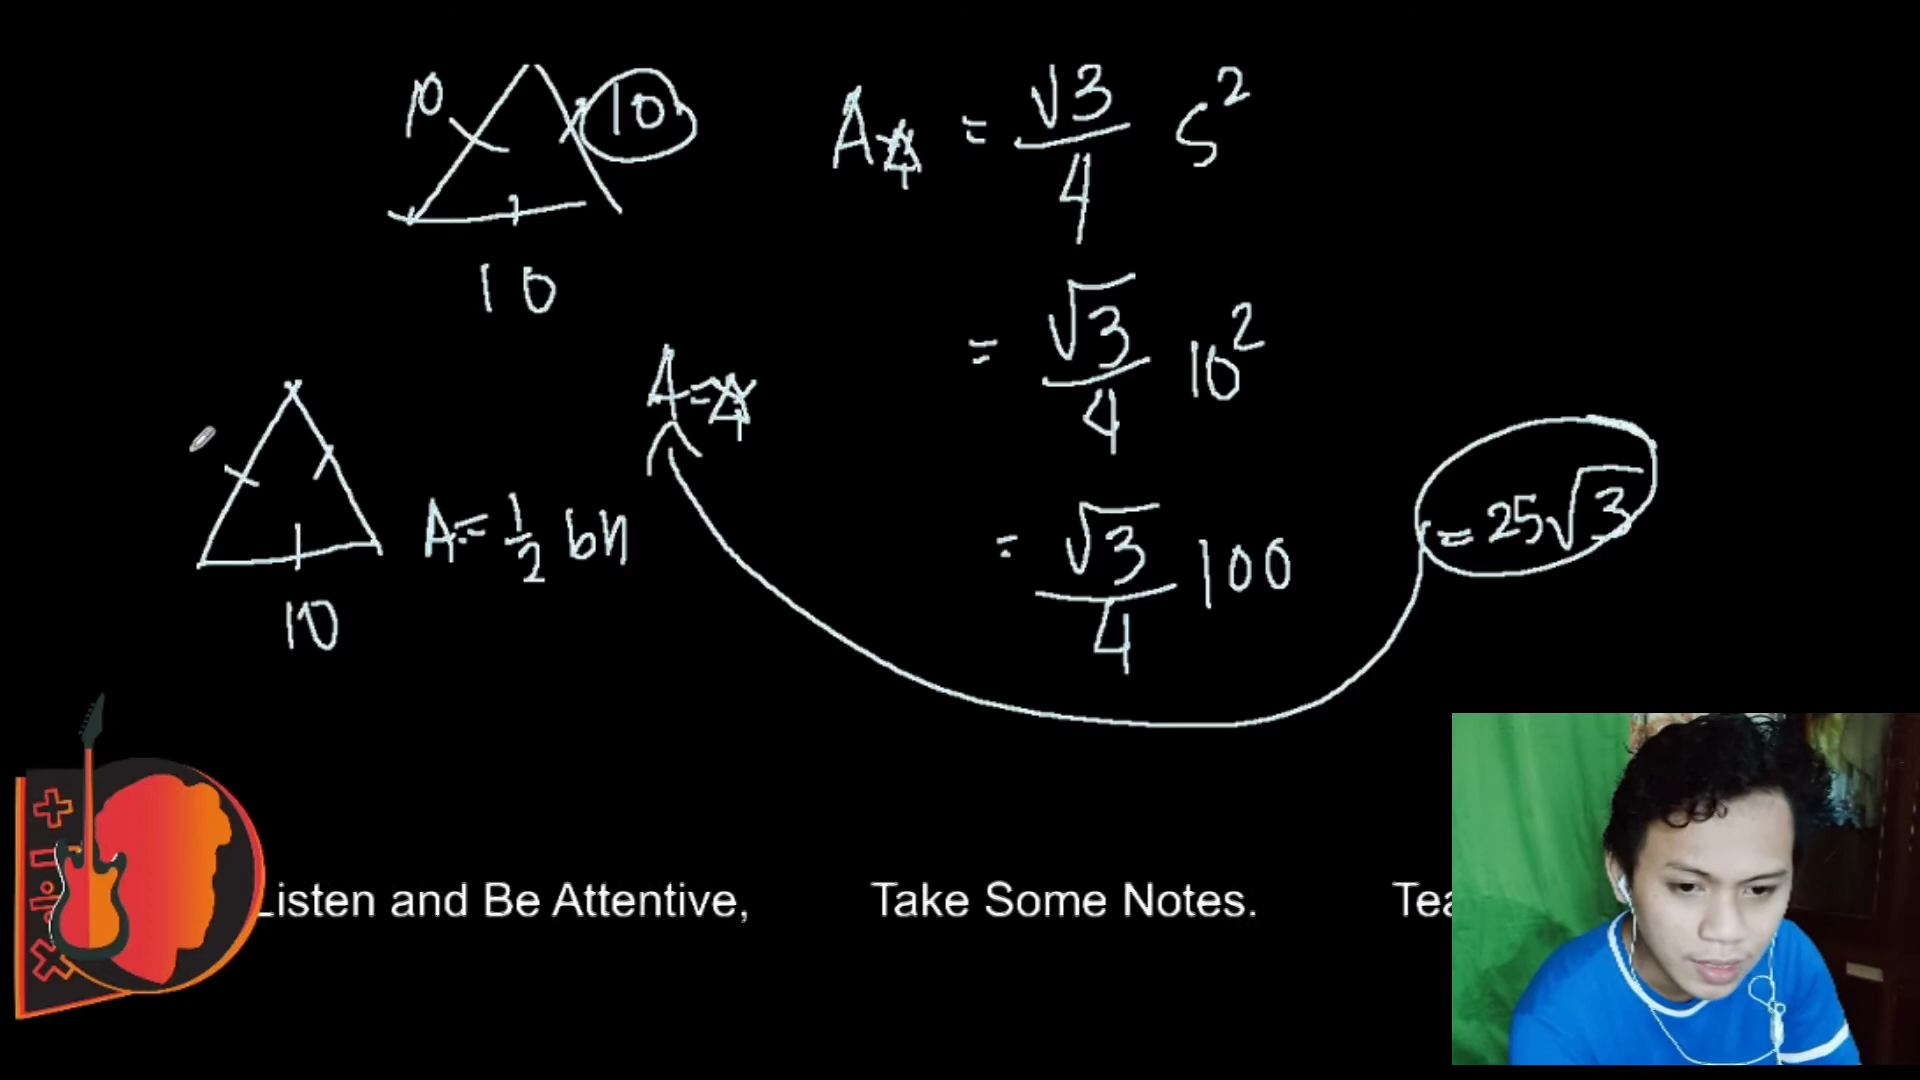 10
10
10
A = √3/4 s²
= √3/4 10²
A =
= √3/4 100
= 25√3
A = 1/2 bh
10
Listen and Be Attentive, Take Some Notes. Tea